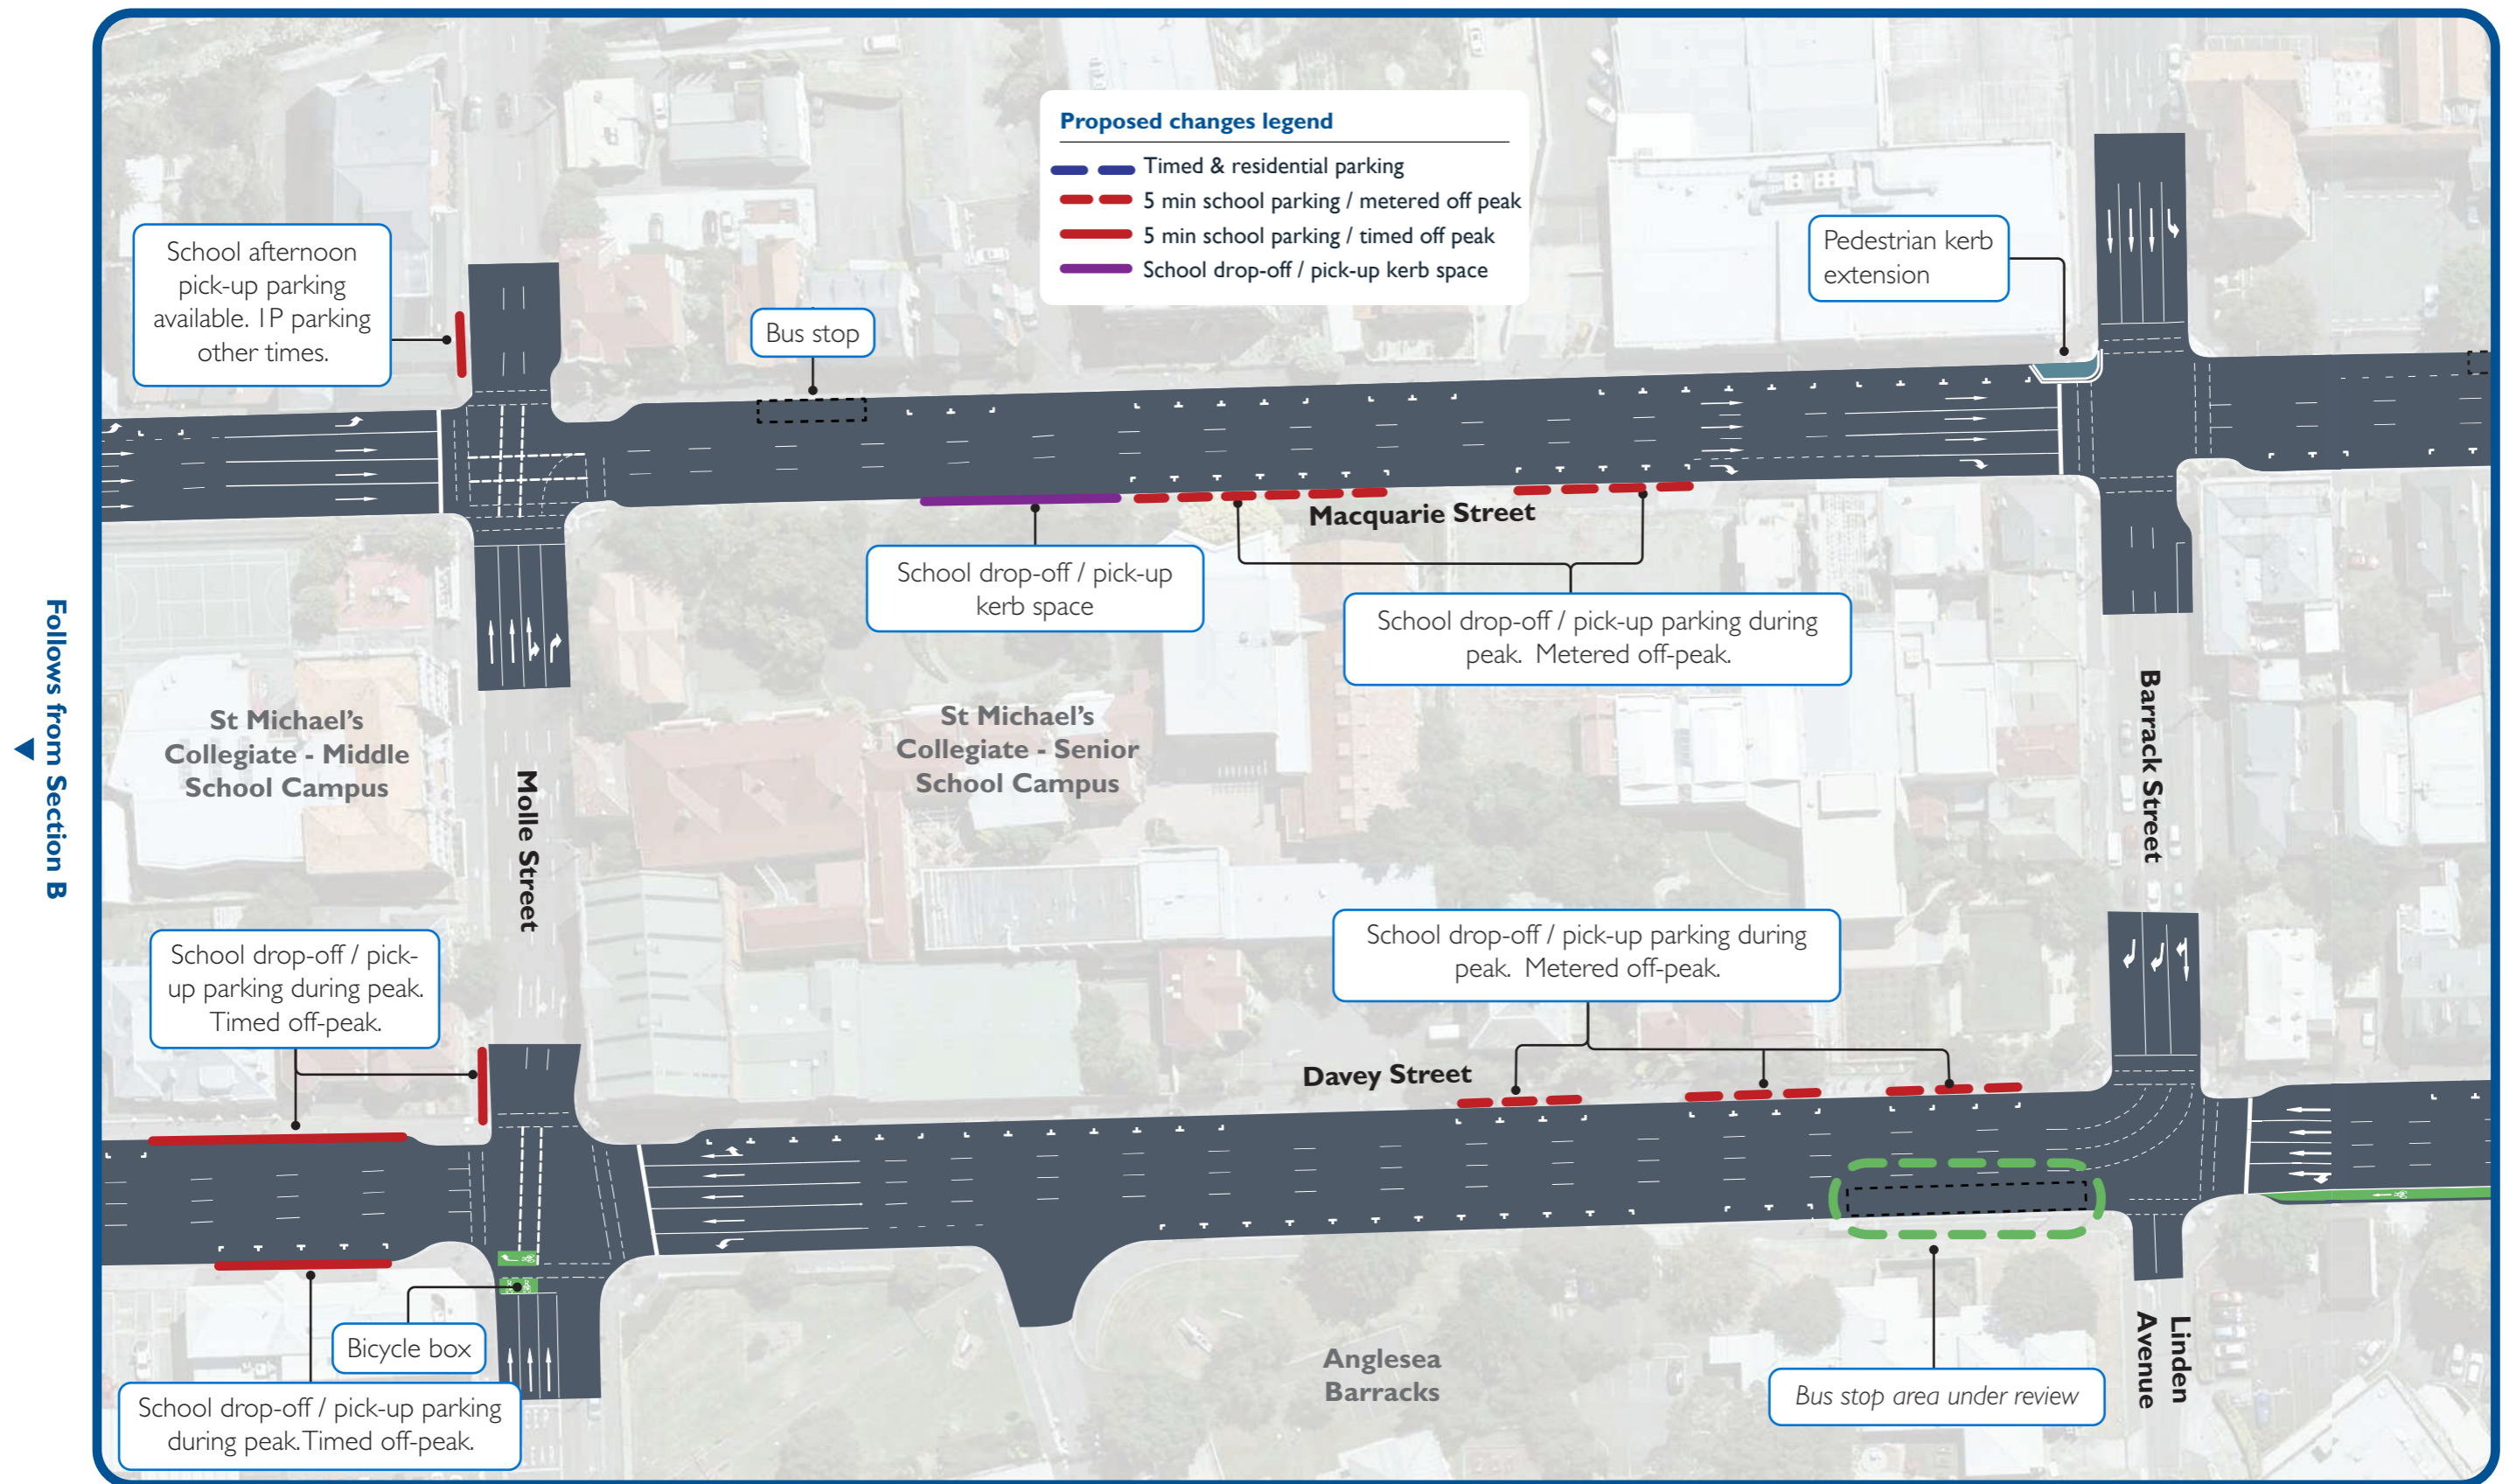 Proposed changes legend
Timed & residential parking
5 min school parking / metered off peak
5 min school parking / timed off peak
School drop-off / pick-up kerb space
School afternoon
pick-up parking
available. 1P parking
other times.
Bus stop
Pedestrian kerb
extension
Macquarie Street
School drop-off / pick-up
kerb space
School drop-off / pick-up parking during
peak. Metered off-peak.
Follows from Section B
St Michael's
Collegiate - Middle
School Campus
Molle Street
St Michael's
Collegiate - Senior
School Campus
Barrack Street
School drop-off / pick-
up parking during peak.
Timed off-peak.
School drop-off / pick-up parking during
peak. Metered off-peak.
Davey Street
Bicycle box
School drop-off / pick-up parking
during peak. Timed off-peak.
Anglesea
Barracks
Bus stop area under review
Linden
Avenue